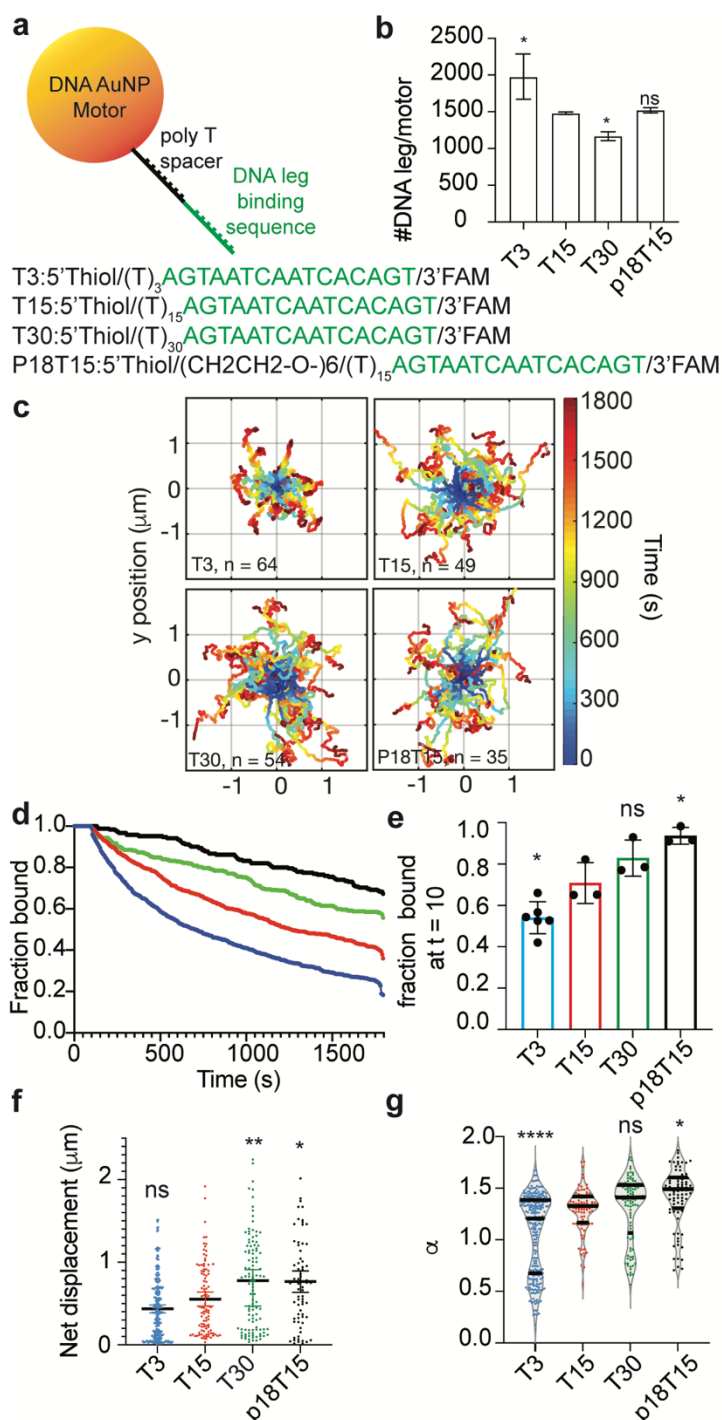 a
DNA AuNP
Motor
poly T
spacer
DNA leg
binding
sequence
b
#DNA leg/motor
2500
2000
1500
1000
500
0
*
*
ns
T3
T15
T30
p18T15
T3:5'Thiol/(T)3AGTAATCAATCACAGT/3'FAM
T15:5'Thiol/(T)15AGTAATCAATCACAGT/3'FAM
T30:5'Thiol/(T)30AGTAATCAATCACAGT/3'FAM
P18T15:5'Thiol/(CH2CH2-O-)6/(T)15AGTAATCAATCACAGT/3'FAM
c
y position (μm)
1
0
-1
1
0
-1
T3, n = 64
T15, n = 49
T30, n = 54
P18T15, n = 35
-1 0 1
-1 0 1
1800
1500
1200
900
600
300
0
Time (s)
d
Fraction bound
1.0
0.8
0.6
0.4
0.2
0.0
0 500 1000 1500
Time (s)
e
fraction bound
at t = 10
1.0
0.8
0.6
0.4
0.2
0.0
*
ns
*
T3
T15
T30
p18T15
f
Net displacement (μm)
2
1
0
ns
**
*
T3
T15
T30
p18T15
g
α
2.0
1.5
1.0
0.5
0.0
****
ns
*
T3
T15
T30
p18T15